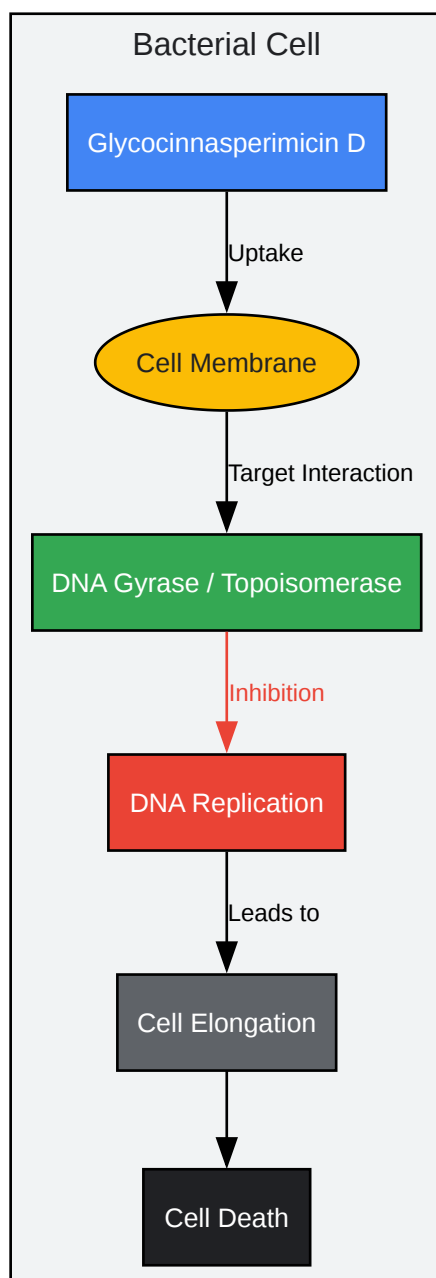 Bacterial Cell
Glycocinnasperimicin D
Uptake
Cell Membrane
Target Interaction
DNA Gyrase / Topoisomerase
Inhibition
DNA Replication
Leads to
Cell Elongation
Cell Death